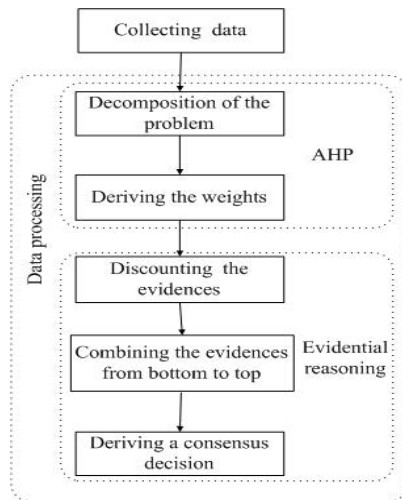 Collecting data
Decomposition of the
problem
AHP
Deriving the weights
Data processing
Discounting the
evidences
Combining the evidences
from bottom to top
Evidential
reasoning
Deriving a consensus
decision